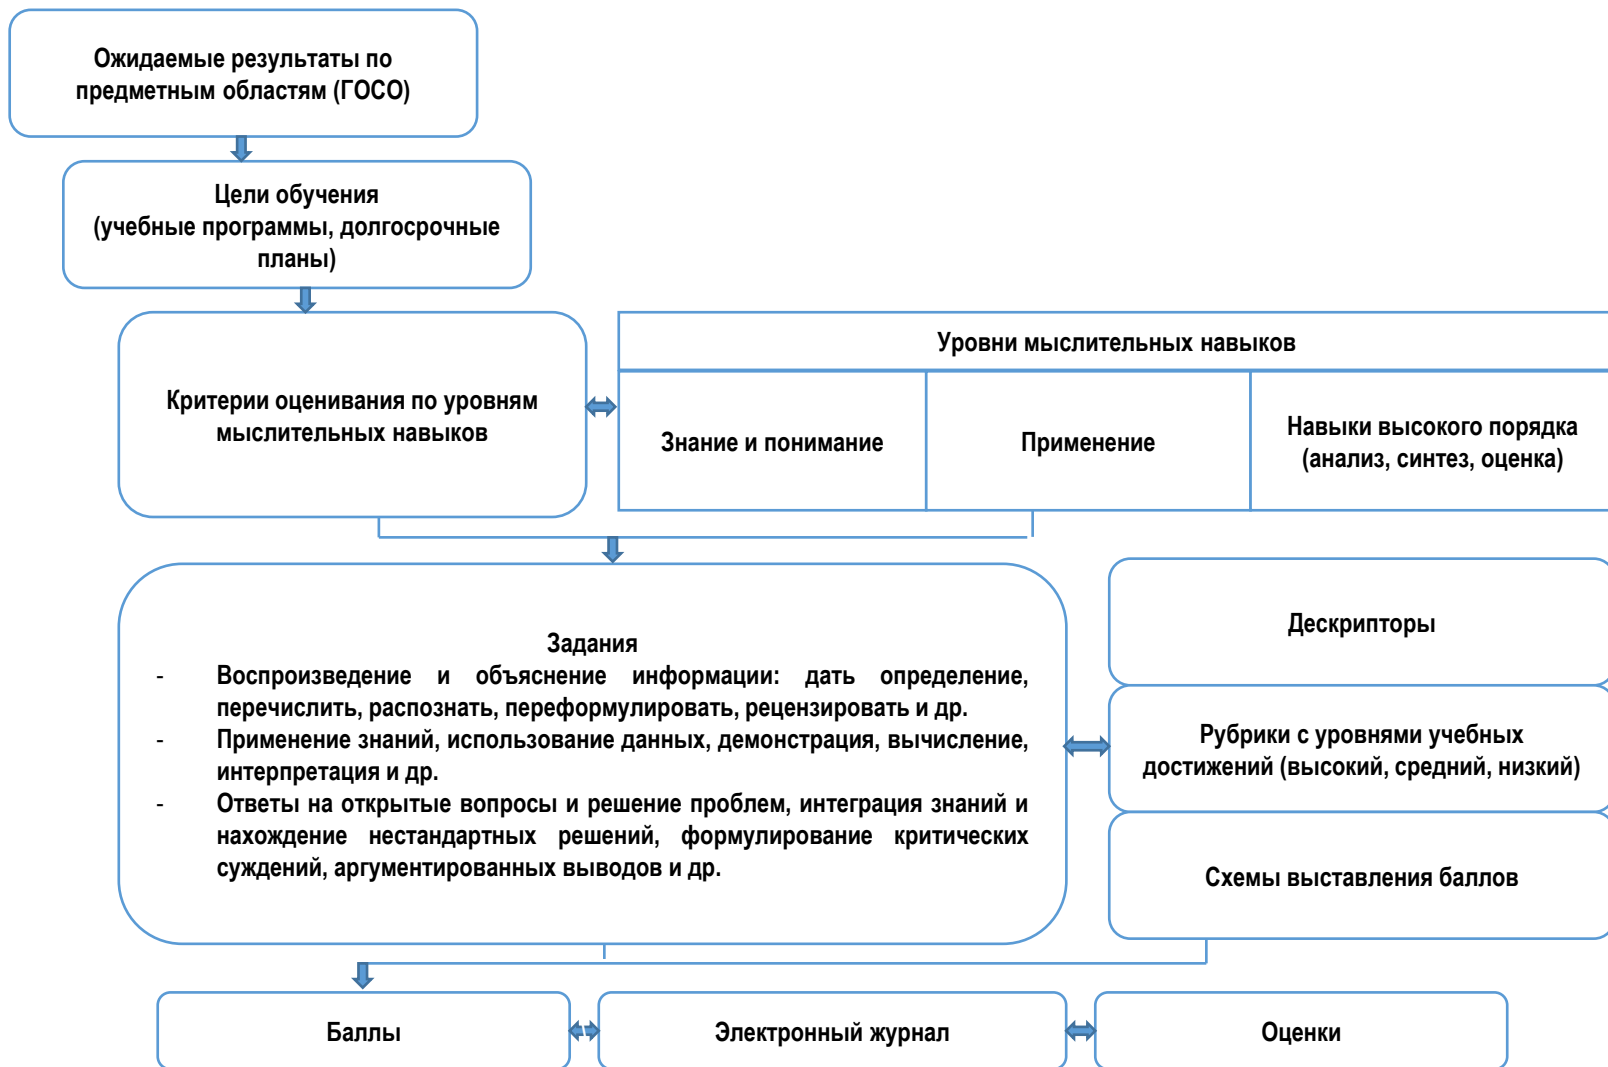 Ожидаемые результаты по
предметным областям (ГОСО)
Цели обучения
(учебные программы, долгосрочные
планы)
Критерии оценивания по уровням
мыслительных навыков
Уровни мыслительных навыков
Знание и понимание
Применение
Навыки высокого порядка
(анализ, синтез, оценка)
Задания
- Воспроизведение и объяснение информации: дать определение,
перечислить, распознать, переформулировать, рецензировать и др.
- Применение знаний, использование данных, демонстрация, вычисление,
интерпретация и др.
- Ответы на открытые вопросы и решение проблем, интеграция знаний и
нахождение нестандартных решений, формулирование критических
суждений, аргументированных выводов и др.
Дескрипторы
Рубрики с уровнями учебных
достижений (высокий, средний, низкий)
Схемы выставления баллов
Баллы
Электронный журнал
Оценки